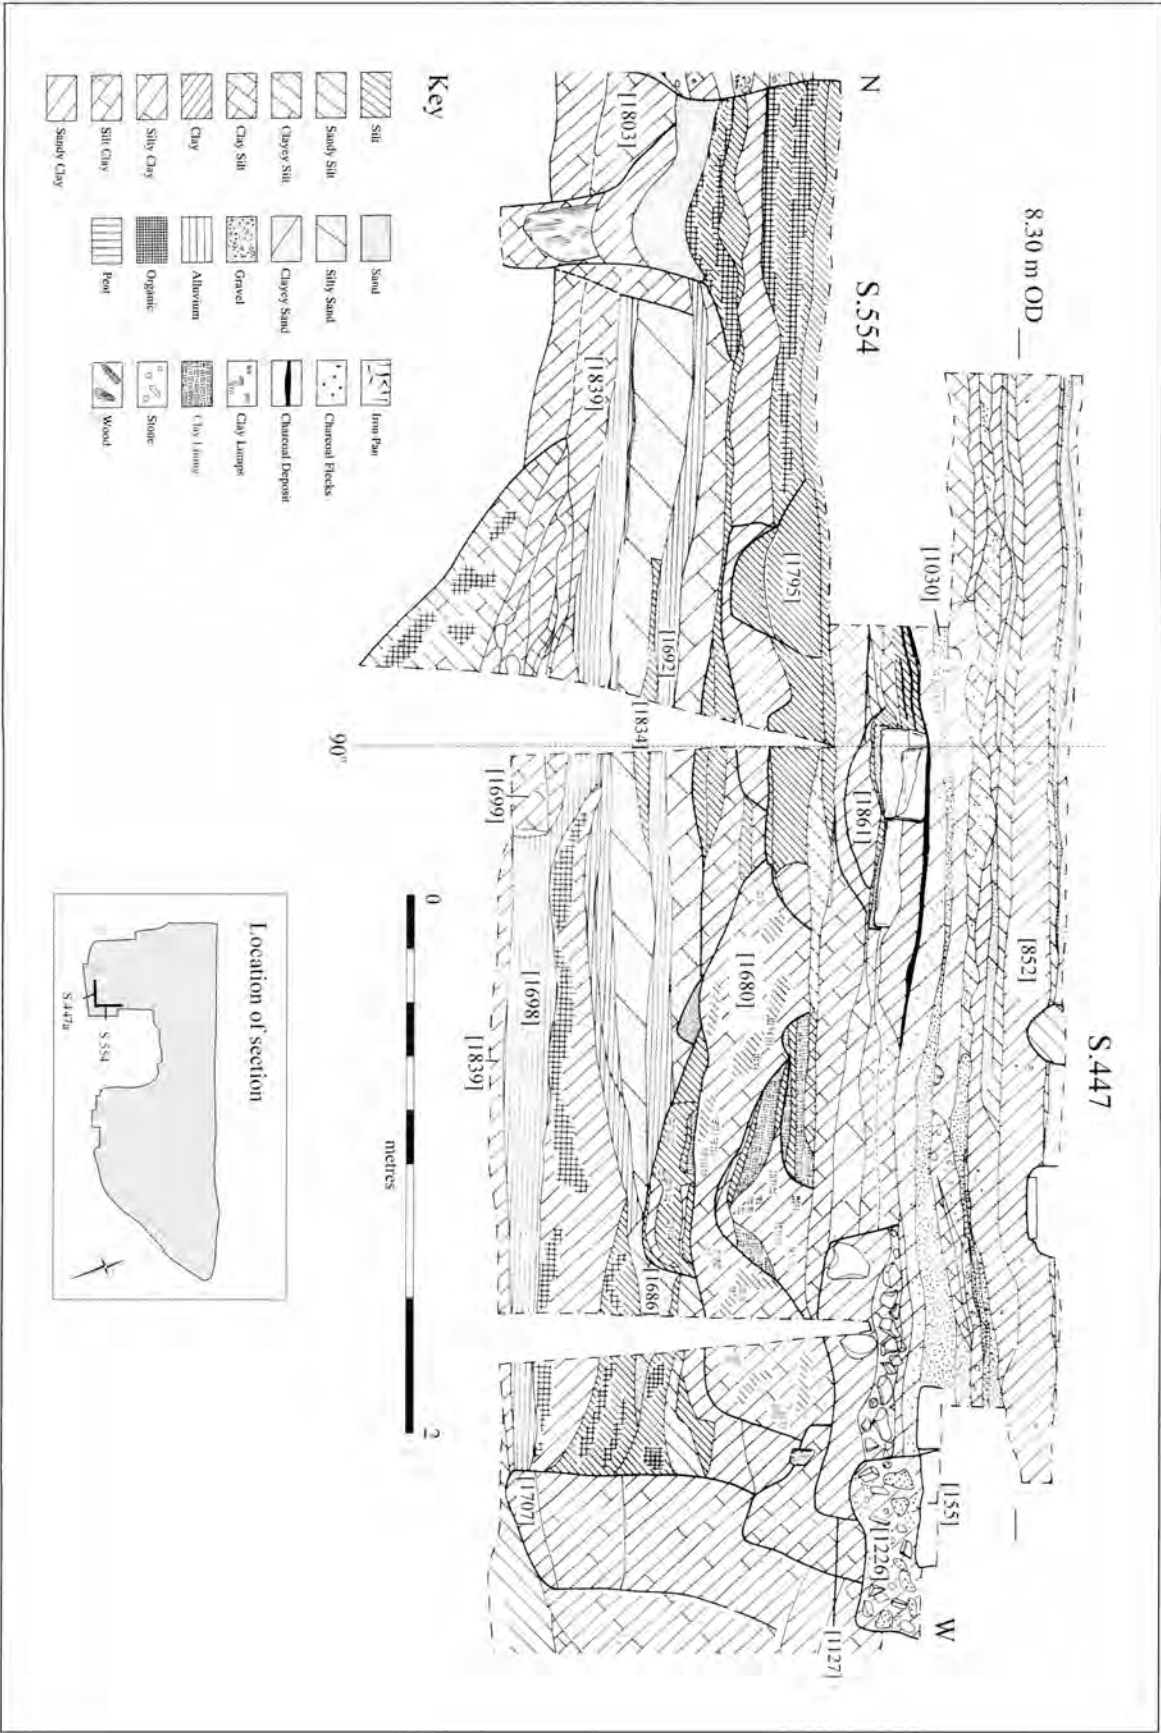 S.447
8.30 m OD
S.554
N
W
[852]
[1030]
[155]
[1226]
[1127]
[1861]
[1795]
[1803]
[1680]
[1692]
[1834]
[1686]
[1839]
[1698]
[1707]
[1699]
[1839]
90°
Key
Silt
Sandy Silt
Clayey Silt
Clay Silt
Clay
Silty Clay
Silt Clay
Sandy Clay
Sand
Silty Sand
Clayey Sand
Gravel
Alluvium
Organic
Peat
Iron-Pan
Charcoal Flecks
Charcoal Deposit
Clay Lumps
Clay Lining
Stone
Wood
0
2
metres
Location of section
S.554
S.447a